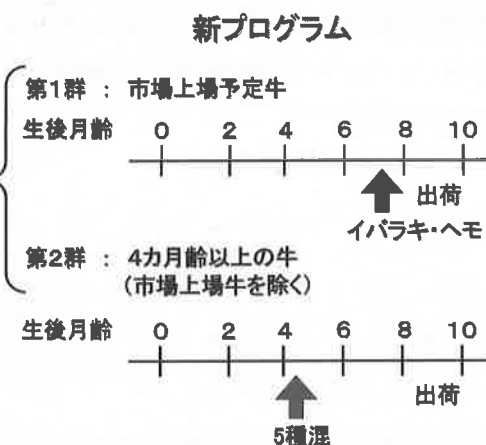 新プログラム
第1群 : 市場上場予定牛
生後月齢 0 2 4 6 8 10
出荷
イバラキ・ヘモ
第2群 : 4カ月齢以上の牛
(市場上場牛を除く)
生後月齢 0 2 4 6 8 10
出荷
5種混